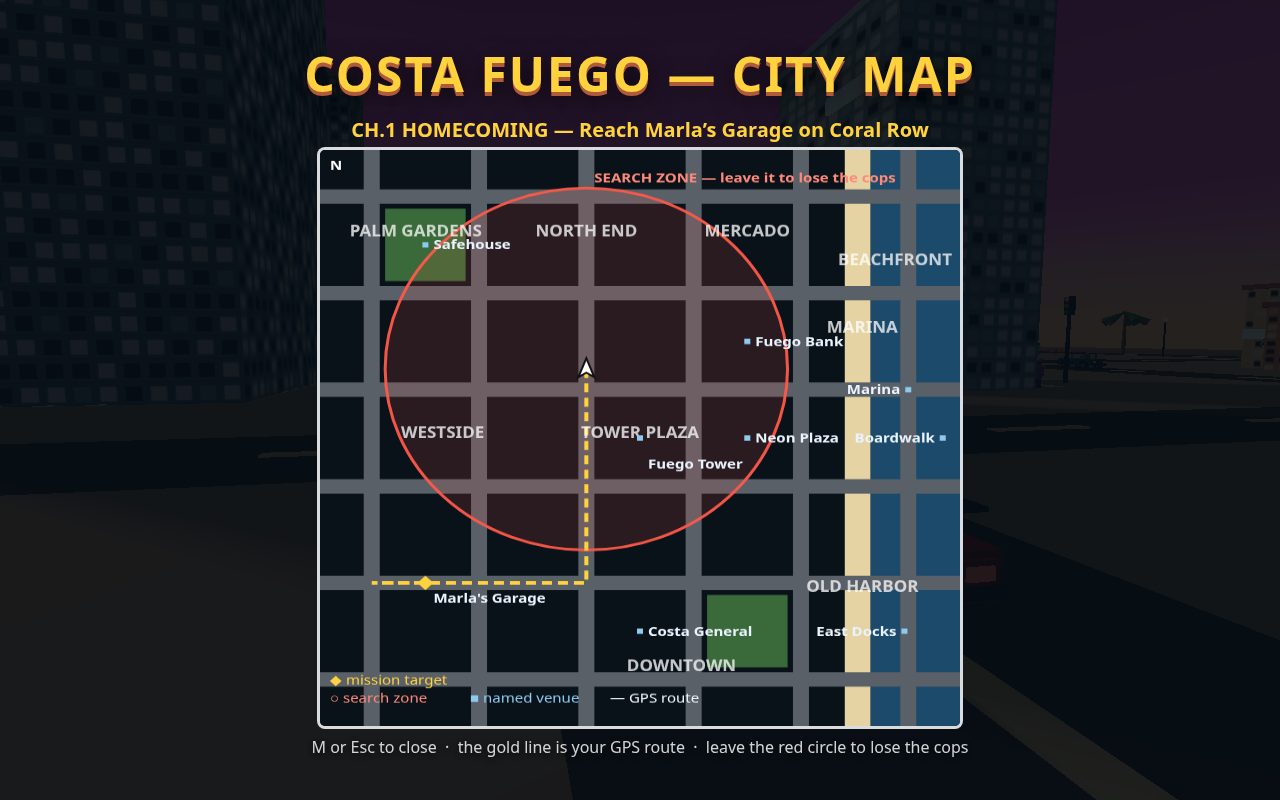 COSTA FUEGO — CITY MAP
CH.1 HOMECOMING — Reach Marla’s Garage on Coral Row
N
SEARCH ZONE — leave it to lose the cops
PALM GARDENS
NORTH END
MERCADO
Safehouse
BEACHFRONT
MARINA
Fuego Bank
Marina
WESTSIDE
TOWER PLAZA
Neon Plaza
Boardwalk
Fuego Tower
OLD HARBOR
Marla's Garage
Costa General
East Docks
DOWNTOWN
◆ mission target
○ search zone
■ named venue
— GPS route
M or Esc to close · the gold line is your GPS route · leave the red circle to lose the cops